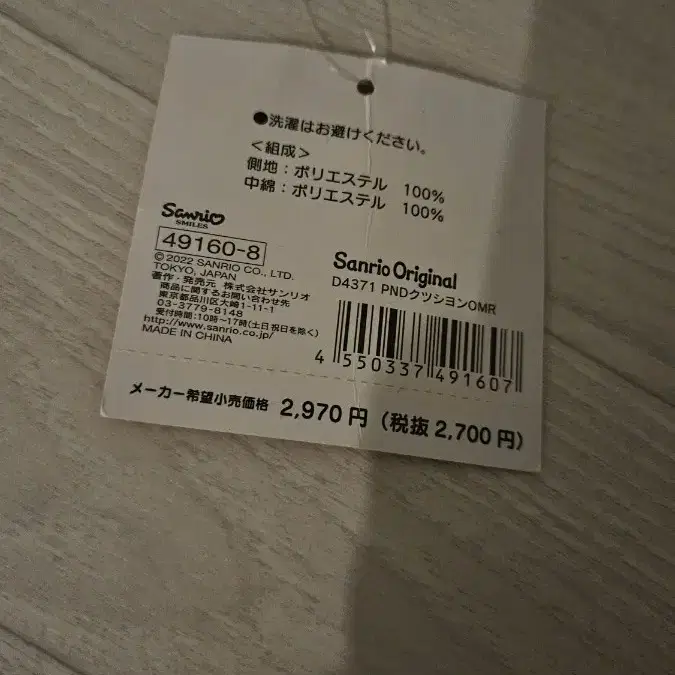 ●洗濯はお避けください。
＜組成＞
側地：ポリエステル 100%
中綿：ポリエステル 100%
Sanrio
SMILES
49160-8
© 2022 SANRIO CO., LTD.
TOKYO, JAPAN
著作・発売元 株式会社サンリオ
商品に関するお問い合わせ先
東京都品川区大崎1-11-1
03-3779-8148
受付時間:10時～17時(土日祝日を除く)
http://www.sanrio.co.jp/
MADE IN CHINA
Sanrio Original
D4371 PNDクツシヨンOMR
4 550337 491607
メーカー希望小売価格 2,970 円（税抜 2,700 円）